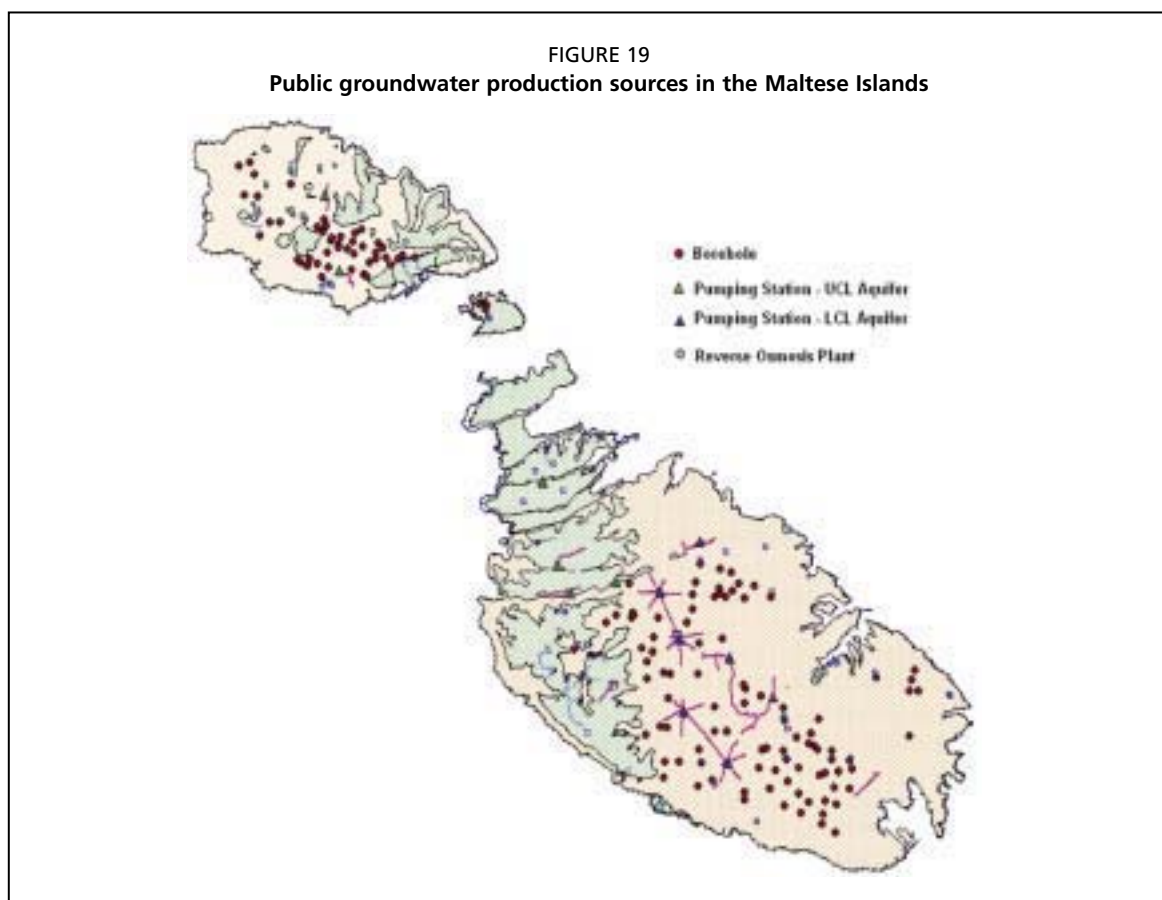 FIGURE 19
Public groundwater production sources in the Maltese Islands
Borehole
Pumping Station - UCL Aquifer
Pumping Station - LCL Aquifer
Reverse Osmosis Plant